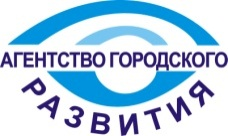 АГЕНТСТВО ГОРОДСКОГО
РАЗВИТИЯ